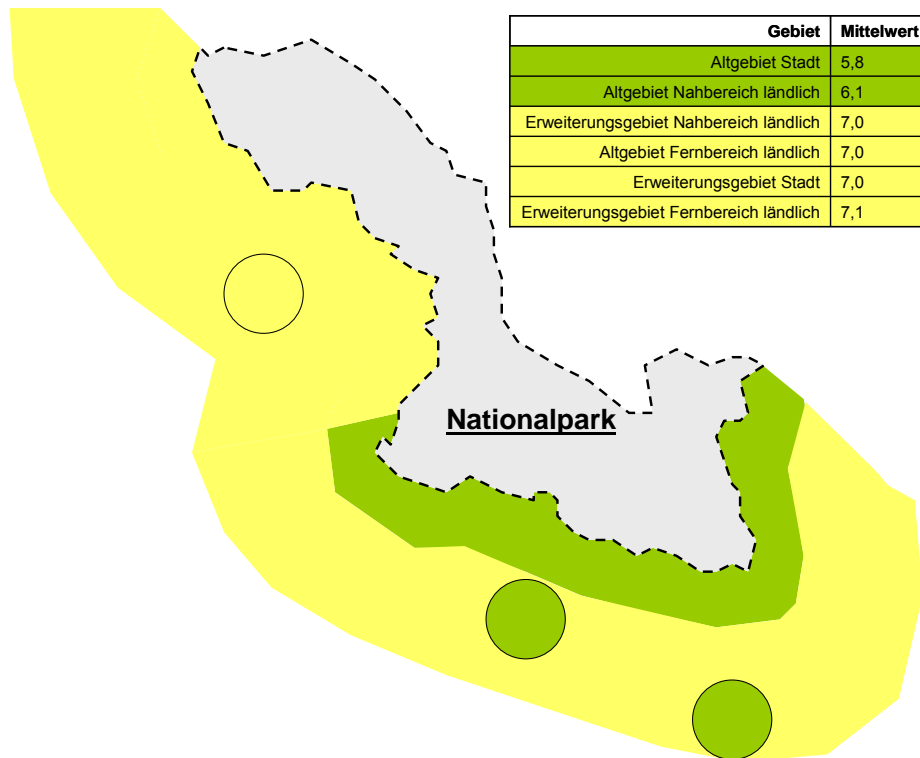 Gebiet Mittelwert
Altgebiet Stadt 5,8
Altgebiet Nahbereich ländlich 6,1
Erweiterungsgebiet Nahbereich ländlich 7,0
Altgebiet Fernbereich ländlich 7,0
Erweiterungsgebiet Stadt 7,0
Erweiterungsgebiet Fernbereich ländlich 7,1
Nationalpark